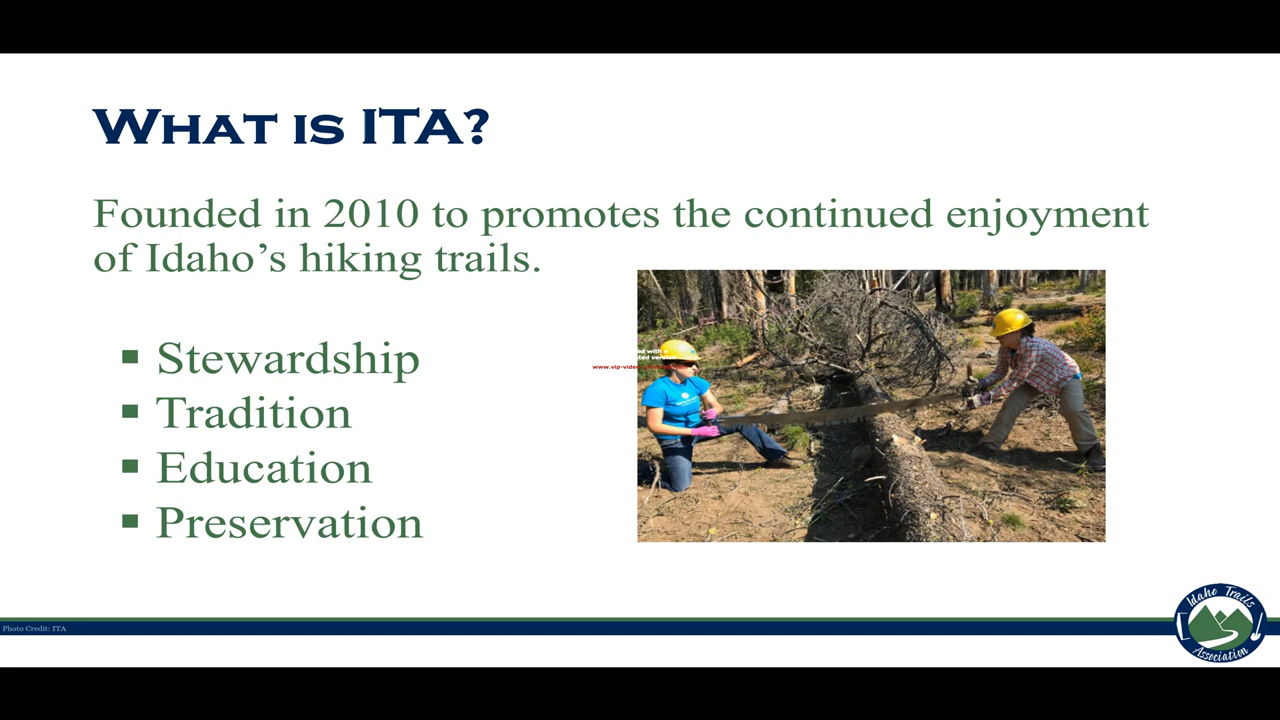 What is ITA?
Founded in 2010 to promotes the continued enjoyment
of Idaho's hiking trails.
▪ Stewardship
▪ Tradition
▪ Education
▪ Preservation
Photo Credit: ITA
Idaho Trails
Association